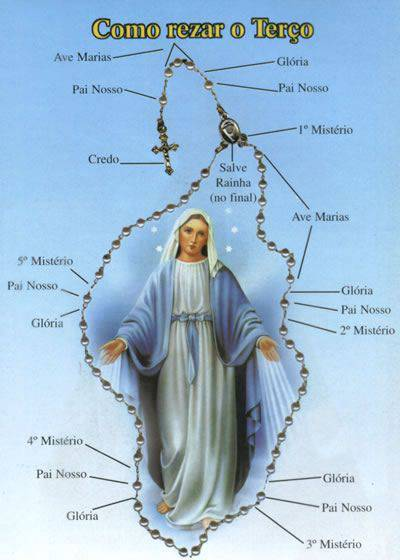 Como rezar o Terço
Ave Marias
Glória
Pai Nosso
Pai Nosso
1º Mistério
Credo
Salve
Rainha
(no final)
Ave Marias
5º Mistério
Pai Nosso
Glória
Glória
Pai Nosso
2º Mistério
4º Mistério
Pai Nosso
Glória
Glória
Pai Nosso
3º Mistério